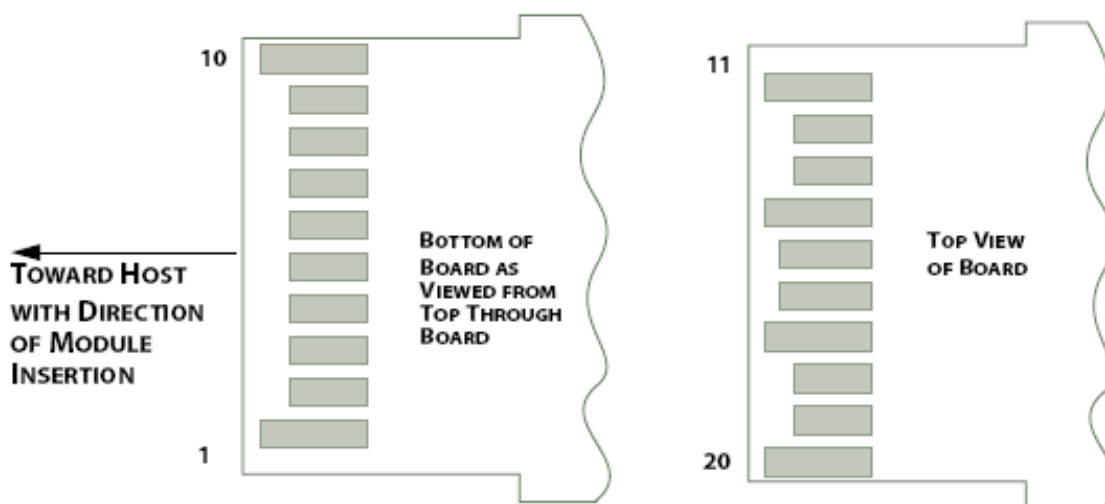 10
TOWARD HOST
WITH DIRECTION
OF MODULE
INSERTION
1
BOTTOM OF
BOARD AS
VIEWED FROM
TOP THROUGH
BOARD
11
TOP VIEW
OF BOARD
20